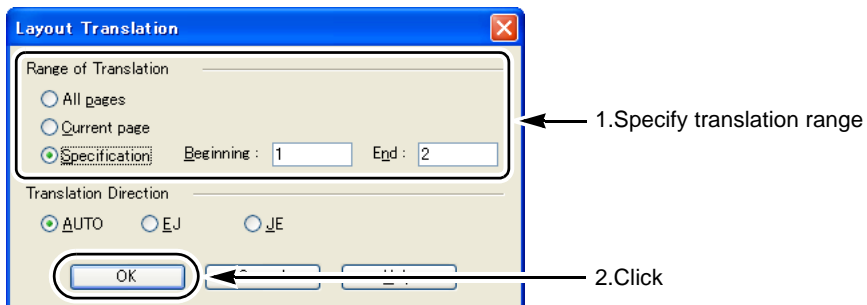 Layout Translation
Range of Translation
All pages
Current page
1.Specify translation range
Specification Beginning : 1 End : 2
Translation Direction
AUTO EJ JE
OK
2.Click